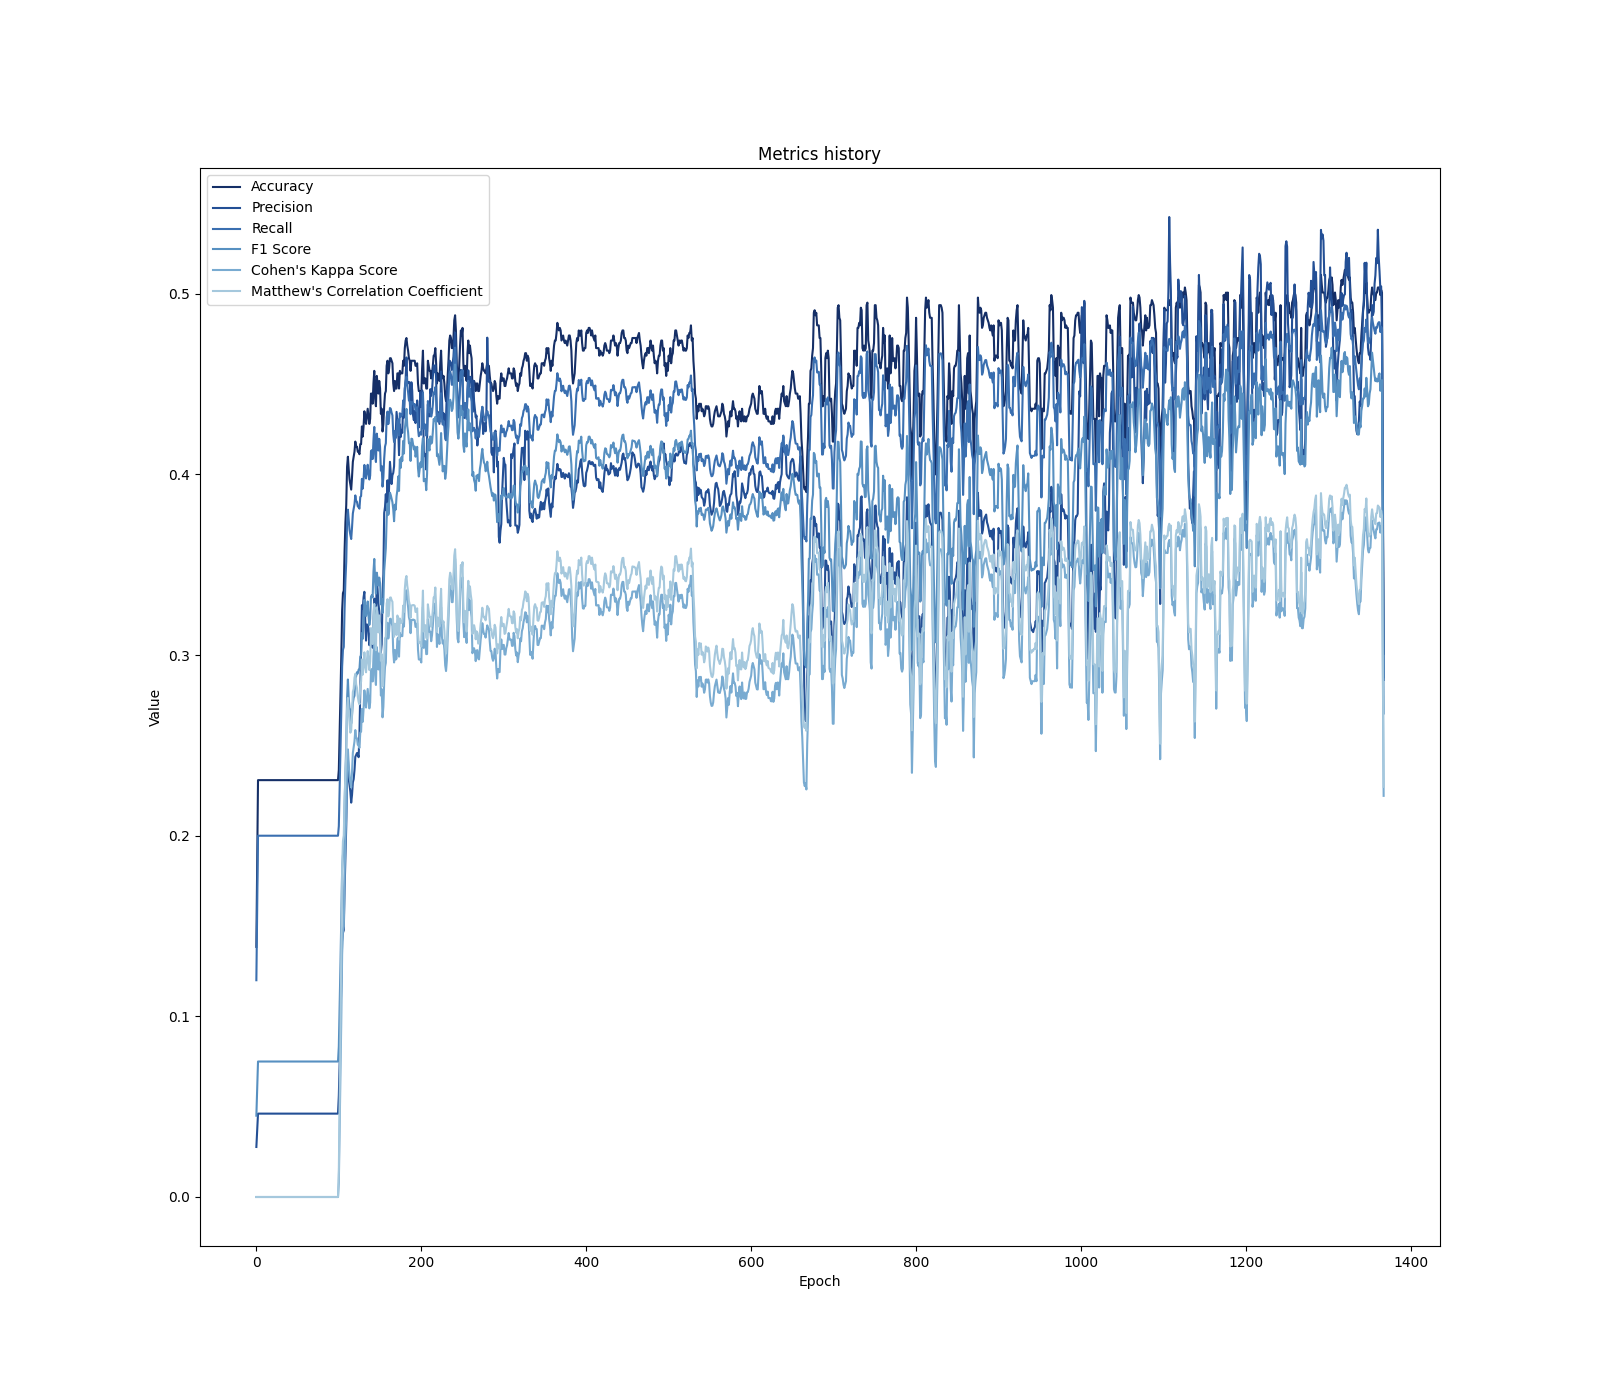 Metrics history
Accuracy
Precision
Recall
F1 Score
Cohen's Kappa Score
Matthew's Correlation Coefficient
0.5
0.4
0.3
0.2
0.1
0.0
Value
0 200 400 600 800 1000 1200 1400
Epoch